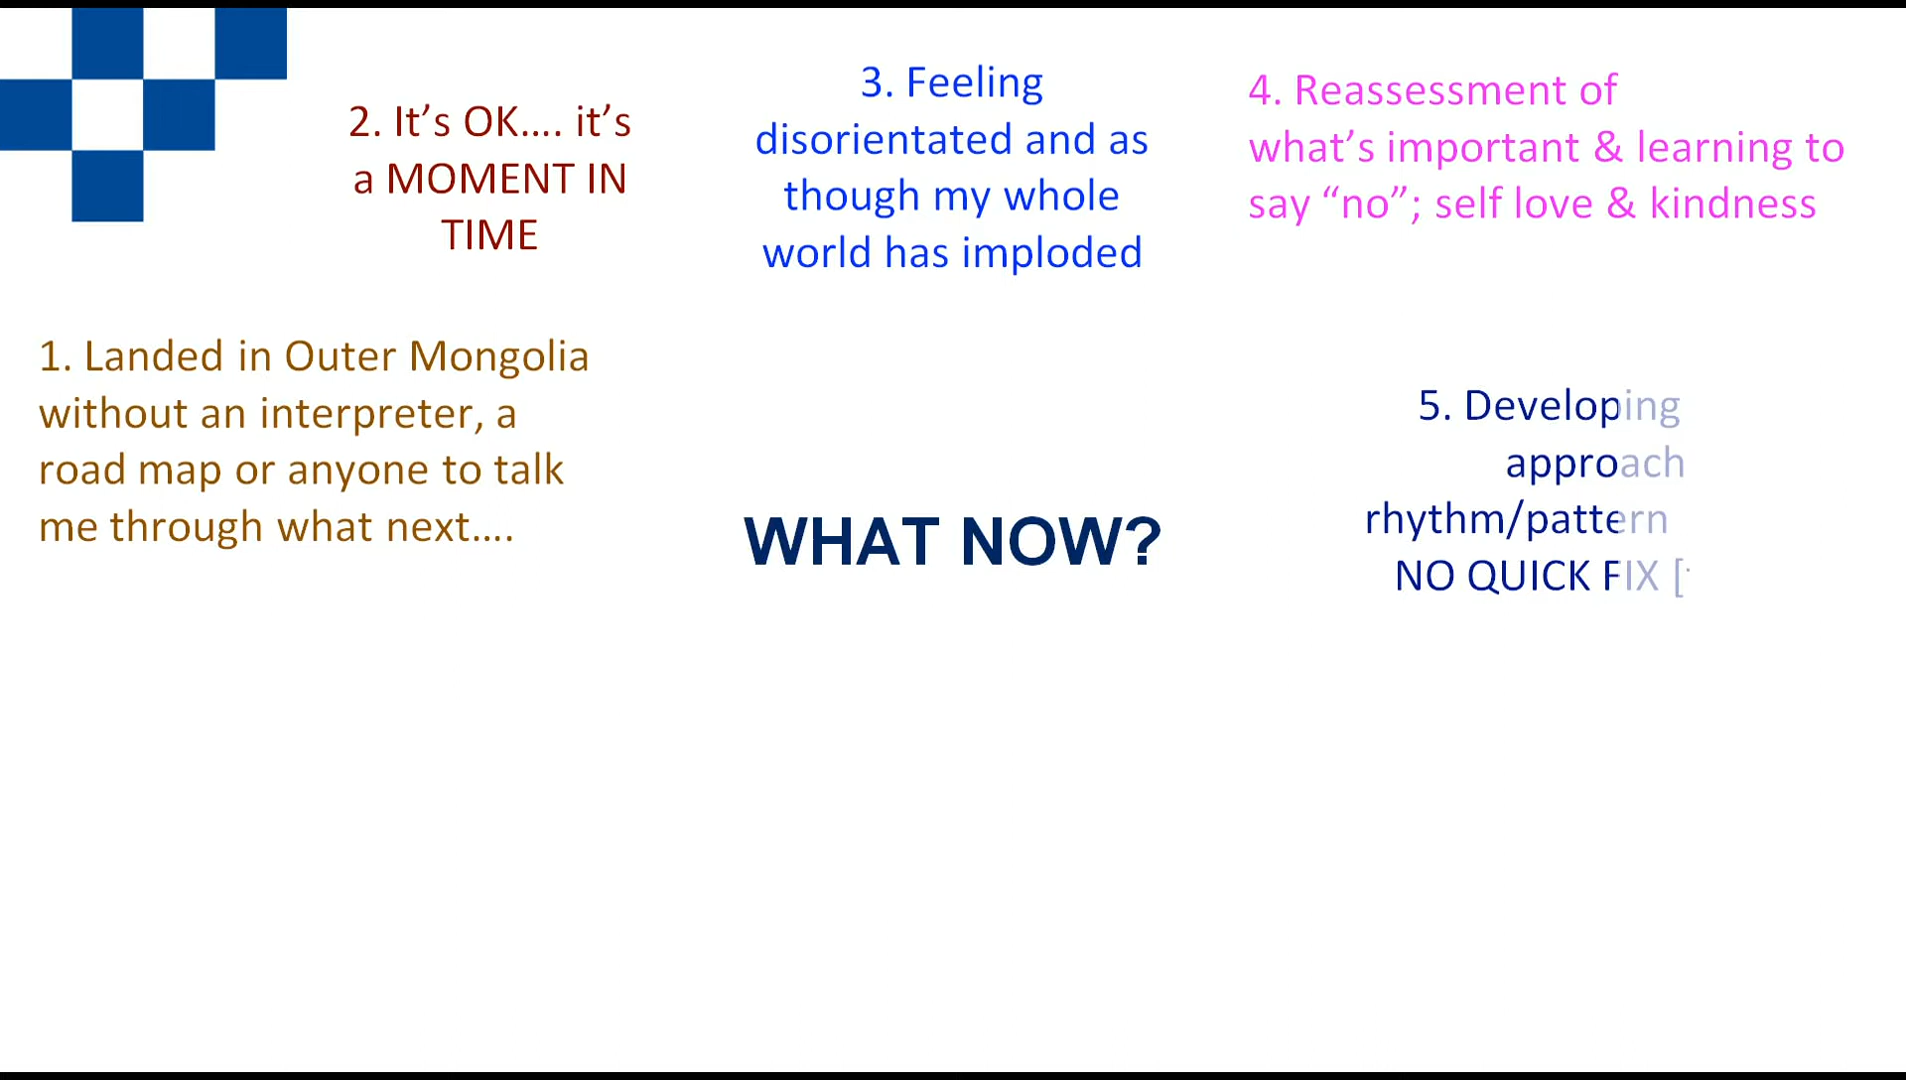 1. Landed in Outer Mongolia
without an interpreter, a
road map or anyone to talk
me through what next....
2. It’s OK.... it’s
a MOMENT IN
TIME
3. Feeling
disorientated and as
though my whole
world has imploded
4. Reassessment of
what’s important & learning to
say “no”; self love & kindness
5. Developing
approach
rhythm/pattern
NO QUICK FIX [
WHAT NOW?